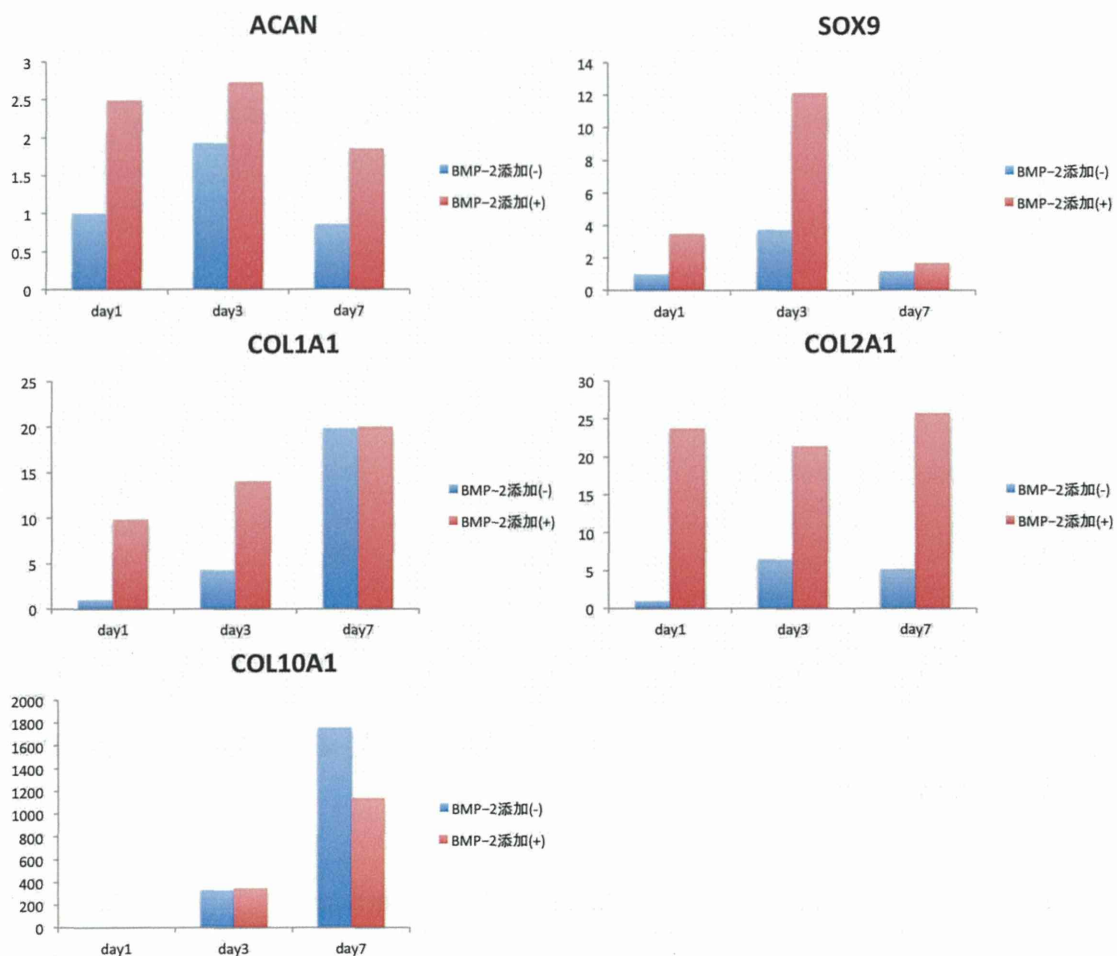 ACAN
3
2.5
2
1.5
1
0.5
0
day1 day3 day7
BMP-2添加(-)
BMP-2添加(+)
SOX9
14
12
10
8
6
4
2
0
day1 day3 day7
BMP-2添加(-)
BMP-2添加(+)
COL1A1
25
20
15
10
5
0
day1 day3 day7
BMP-2添加(-)
BMP-2添加(+)
COL2A1
30
25
20
15
10
5
0
day1 day3 day7
BMP-2添加(-)
BMP-2添加(+)
COL10A1
2000
1800
1600
1400
1200
1000
800
600
400
200
0
day1 day3 day7
BMP-2添加(-)
BMP-2添加(+)